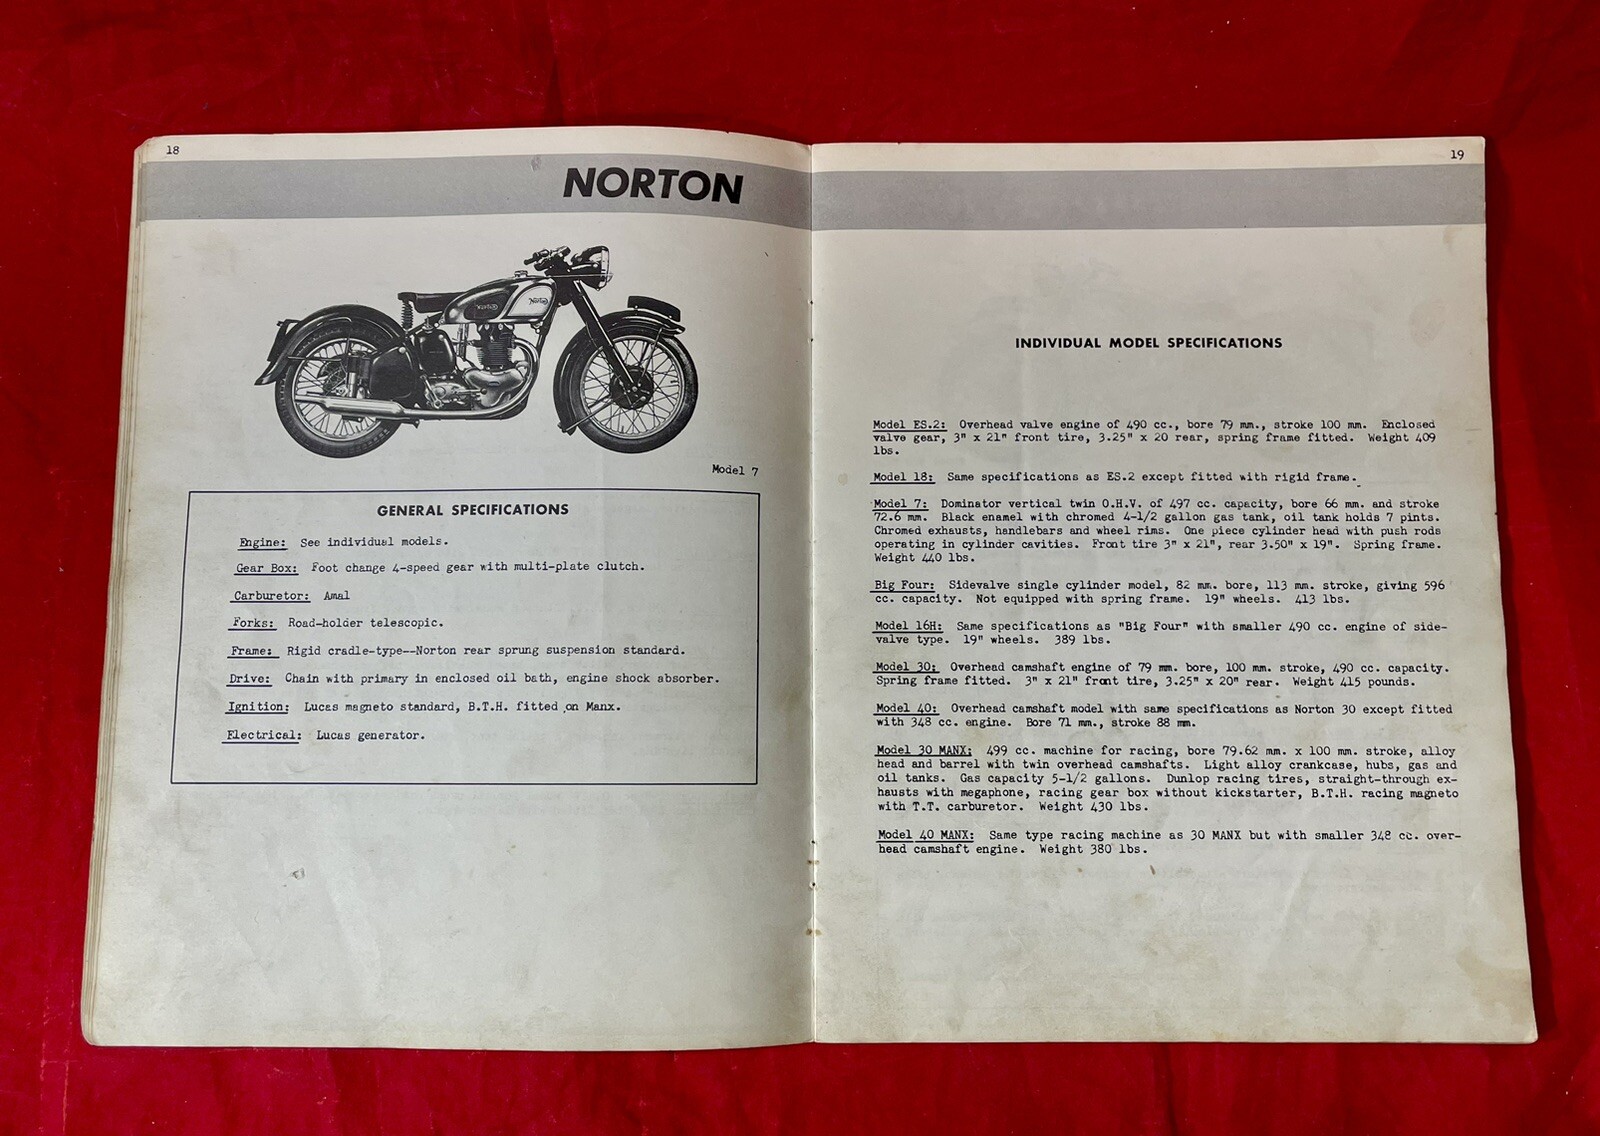 18
NORTON
Norton
Norton
Model 7
GENERAL SPECIFICATIONS
Engine: See individual models.
Gear Box: Foot change 4-speed gear with multi-plate clutch.
Carburetor: Amal
Forks: Road-holder telescopic.
Frame: Rigid cradle-type--Norton rear sprung suspension standard.
Drive: Chain with primary in enclosed oil bath, engine shock absorber.
Ignition: Lucas magneto standard, B.T.H. fitted on Manx.
Electrical: Lucas generator.
19
INDIVIDUAL MODEL SPECIFICATIONS
Model ES.2: Overhead valve engine of 490 cc., bore 79 mm., stroke 100 mm. Enclosed
valve gear, 3" x 21" front tire, 3.25" x 20 rear, spring frame fitted. Weight 409
lbs.
Model 18: Same specifications as ES.2 except fitted with rigid frame.
Model 7: Dominator vertical twin O.H.V. of 497 cc. capacity, bore 66 mm. and stroke
72.6 mm. Black enamel with chromed 4-1/2 gallon gas tank, oil tank holds 7 pints.
Chromed exhausts, handlebars and wheel rims. One piece cylinder head with push rods
operating in cylinder cavities. Front tire 3" x 21", rear 3.50" x 19". Spring frame.
Weight 440 lbs.
Big Four: Sidevalve single cylinder model, 82 mm. bore, 113 mm. stroke, giving 596
cc. capacity. Not equipped with spring frame. 19" wheels. 413 lbs.
Model 16H: Same specifications as "Big Four" with smaller 490 cc. engine of side-
valve type. 19" wheels. 389 lbs.
Model 30: Overhead camshaft engine of 79 mm. bore, 100 mm. stroke, 490 cc. capacity.
Spring frame fitted. 3" x 21" front tire, 3.25" x 20" rear. Weight 415 pounds.
Model 40: Overhead camshaft model with same specifications as Norton 30 except fitted
with 348 cc. engine. Bore 71 mm., stroke 88 mm.
Model 30 MANX: 499 cc. machine for racing, bore 79.62 mm. x 100 mm. stroke, alloy
head and barrel with twin overhead camshafts. Light alloy crankcase, hubs, gas and
oil tanks. Gas capacity 5-1/2 gallons. Dunlop racing tires, straight-through ex-
hausts with megaphone, racing gear box without kickstarter, B.T.H. racing magneto
with T.T. carburetor. Weight 430 lbs.
Model 40 MANX: Same type racing machine as 30 MANX but with smaller 348 cc. over-
head camshaft engine. Weight 380 lbs.